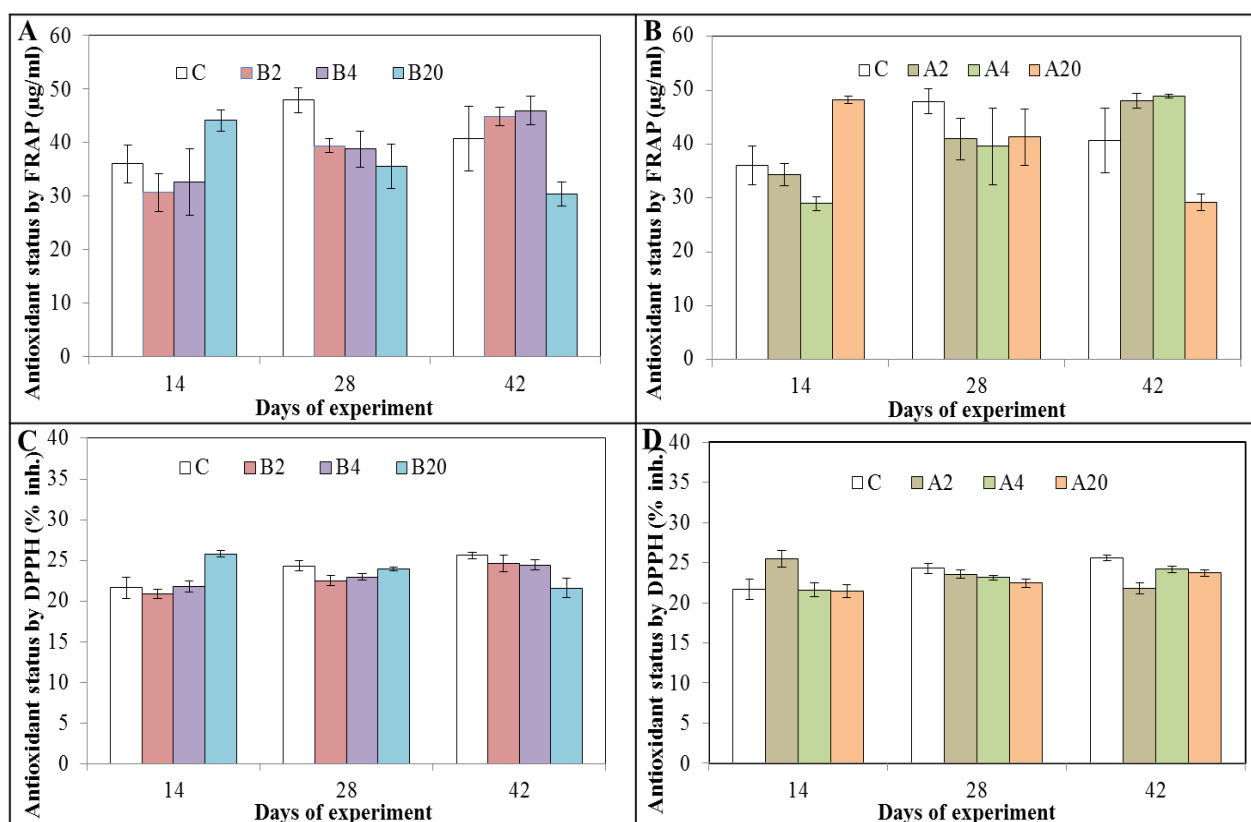 A
Antioxidant status by FRAP (µg/ml)
60
50
40
30
20
10
0
C B2 B4 B20
14 28 42
Days of experiment
B
Antioxidant status by FRAP (µg/ml)
60
50
40
30
20
10
0
C A2 A4 A20
14 28 42
Days of experiment
C
Antioxidant status by DPPH (% inh.)
40
35
30
25
20
15
10
5
0
C B2 B4 B20
14 28 42
Days of experiment
D
Antioxidant status by DPPH (% inh.)
40
35
30
25
20
15
10
5
0
C A2 A4 A20
14 28 42
Days of experiment